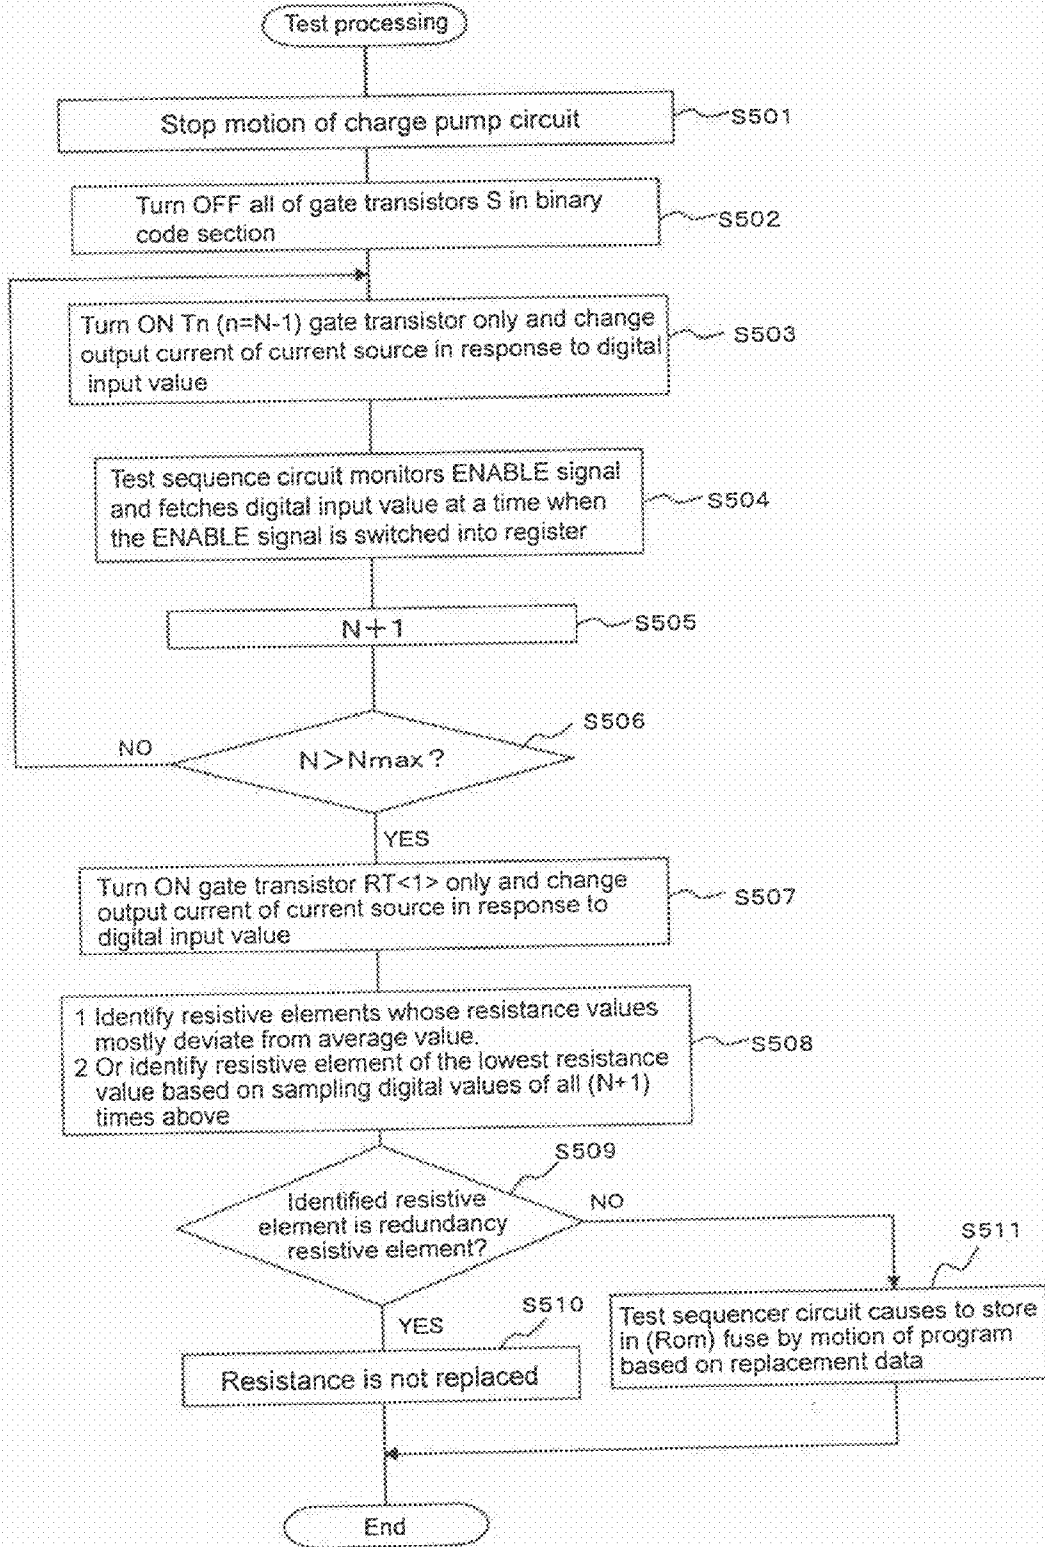 Test processing
Stop motion of charge pump circuit
S501
Turn OFF all of gate transistors S in binary
code section
S502
Turn ON Tn (n=N-1) gate transistor only and change
output current of current source in response to digital
input value
S503
Test sequence circuit monitors ENABLE signal
and fetches digital input value at a time when
the ENABLE signal is switched into register
S504
N+1
S505
S506
N>Nmax?
NO
YES
Turn ON gate transistor RT<1> only and change
output current of current source in response to
digital input value
S507
1 Identify resistive elements whose resistance values
mostly deviate from average value.
2 Or identify resistive element of the lowest resistance
value based on sampling digital values of all (N+1)
times above
S508
S509
Identified resistive
element is redundancy
resistive element?
NO
YES
S510
Resistance is not replaced
S511
Test sequencer circuit causes to store
in (Rom) fuse by motion of program
based on replacement data
End